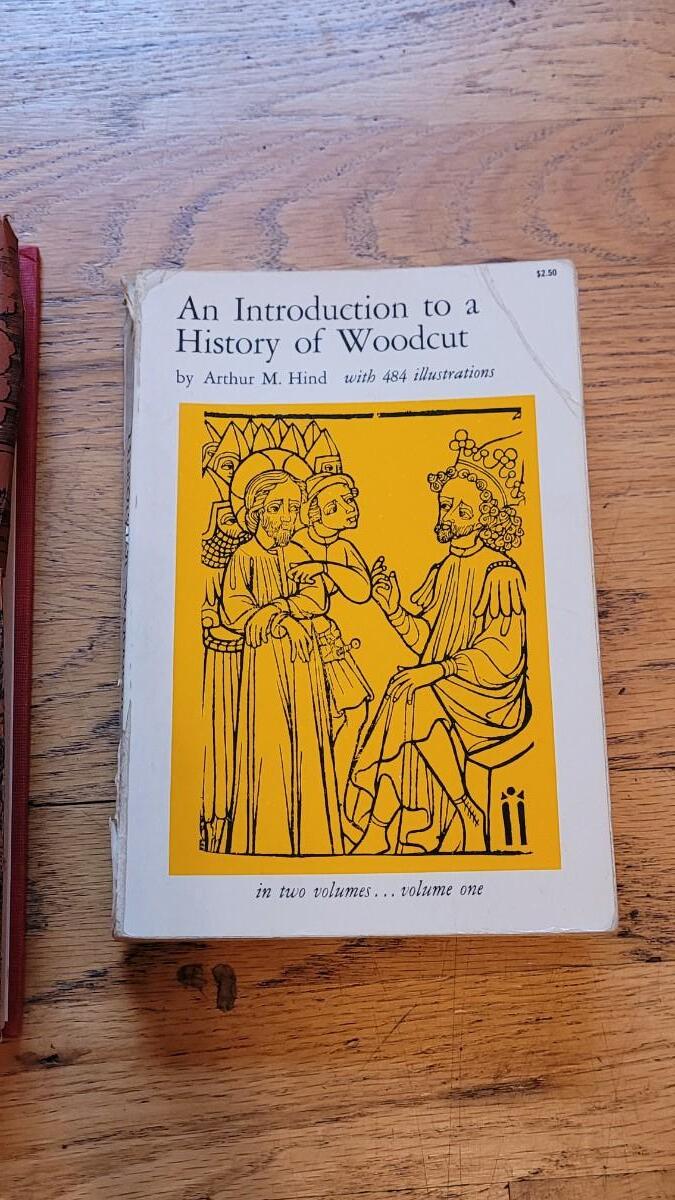 $2.50
An Introduction to a
History of Woodcut
by Arthur M. Hind with 484 illustrations
in two volumes... volume one